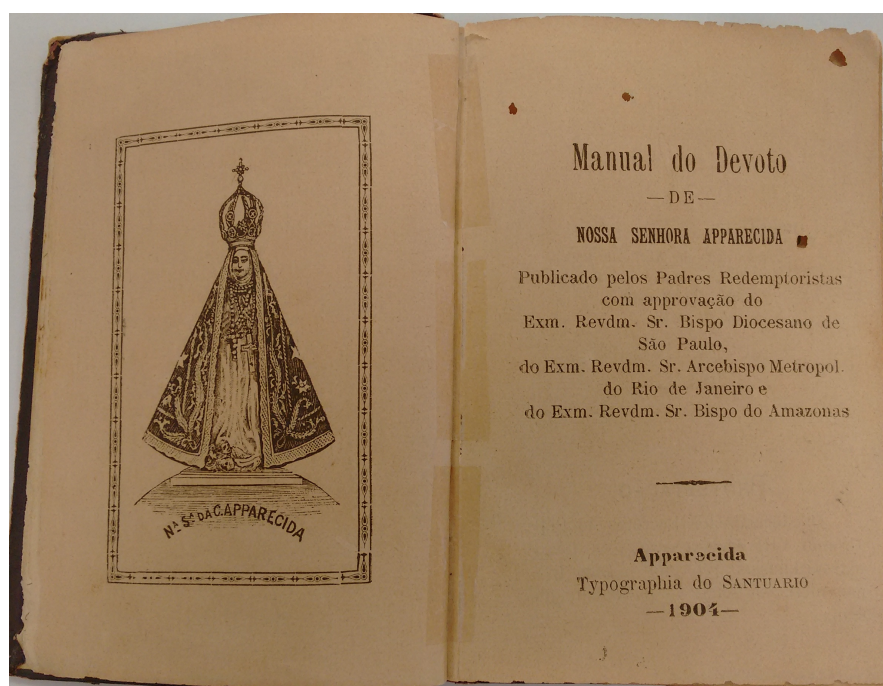 Nª Sª DA C. APPARECIDA
Manual do Devoto
—DE—
NOSSA SENHORA APPARECIDA
Publicado pelos Padres Redemptoristas
com approvação do
Exm. Revdm. Sr. Bispo Diocesano de
São Paulo,
do Exm. Revdm. Sr. Arcebispo Metropol.
do Rio de Janeiro e
do Exm. Revdm. Sr. Bispo do Amazonas
Apparecida
Typographia do SANTUARIO
—1904—